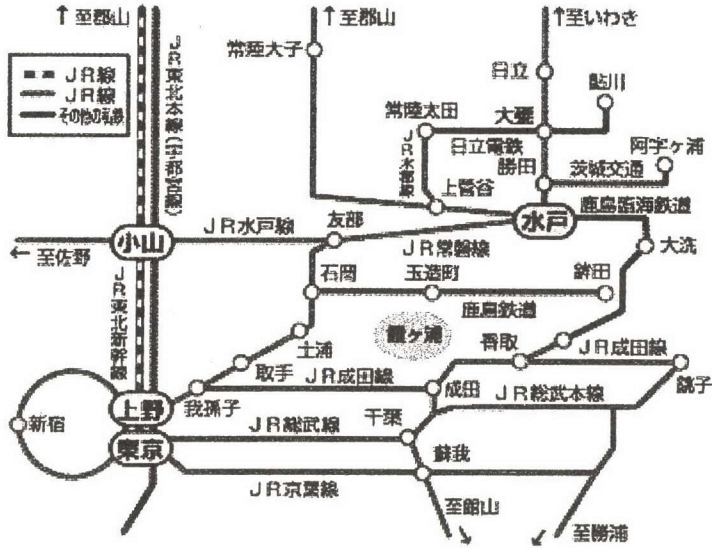 ↑至郡山
↑至郡山
↑至いわき
常陸大子
日立
鮎川
JR線
JR線
その他の私鉄
JR東北本線(宇都宮線)
常陸太田
大甕
JR水郡線
日立電鉄
阿字ヶ浦
勝田
茨城交通
上菅谷
小山
JR水戸線
友部
水戸
鹿島臨海鉄道
←至佐野
JR常磐線
大洗
JR東北新幹線
石岡
玉造町
鉾田
鹿島鉄道
土浦
霞ヶ浦
香取
JR成田線
取手
JR成田線
銚子
上野
我孫子
成田
JR総武本線
新宿
千葉
JR総武線
東京
蘇我
JR京葉線
至館山
至勝浦